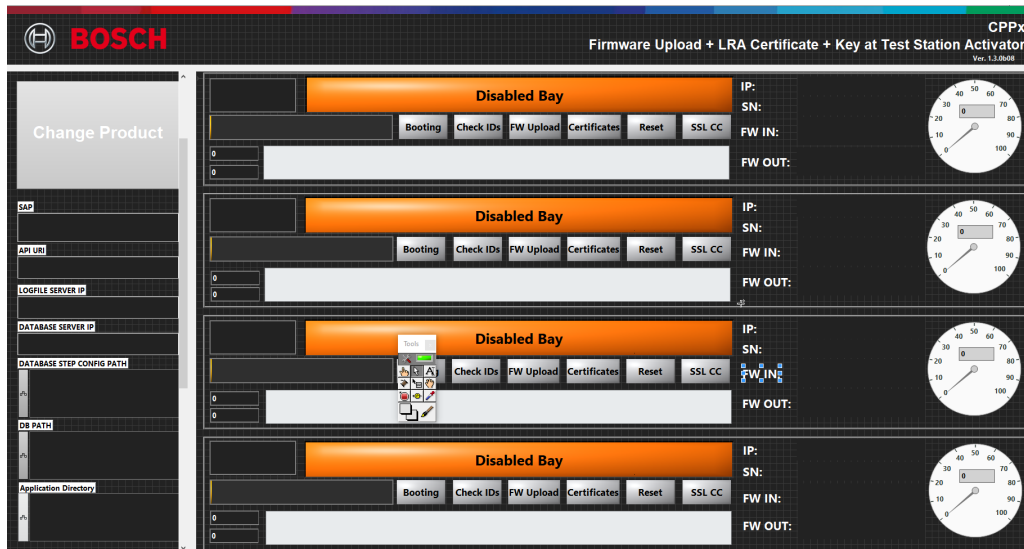 BOSCH
CPPx
Firmware Upload + LRA Certificate + Key at Test Station Activator
Ver. 1.3.0b08
Change Product
SAP
API URI
LOGFILE SERVER IP
DATABASE SERVER IP
DATABASE STEP CONFIG PATH
DB PATH
Application Directory
Disabled Bay
Booting Check IDs FW Upload Certificates Reset SSL CC
0
0
IP:
SN:
FW IN:
FW OUT:
0 10 20 30 40 50 60 70 80 90 100
0
Disabled Bay
Booting Check IDs FW Upload Certificates Reset SSL CC
0
0
IP:
SN:
FW IN:
FW OUT:
0 10 20 30 40 50 60 70 80 90 100
0
Disabled Bay
Tools
Check IDs FW Upload Certificates Reset SSL CC
0
0
IP:
SN:
FW IN:
FW OUT:
0 10 20 30 40 50 60 70 80 90 100
0
Disabled Bay
Booting Check IDs FW Upload Certificates Reset SSL CC
0
0
IP:
SN:
FW IN:
FW OUT:
0 10 20 30 40 50 60 70 80 90 100
0